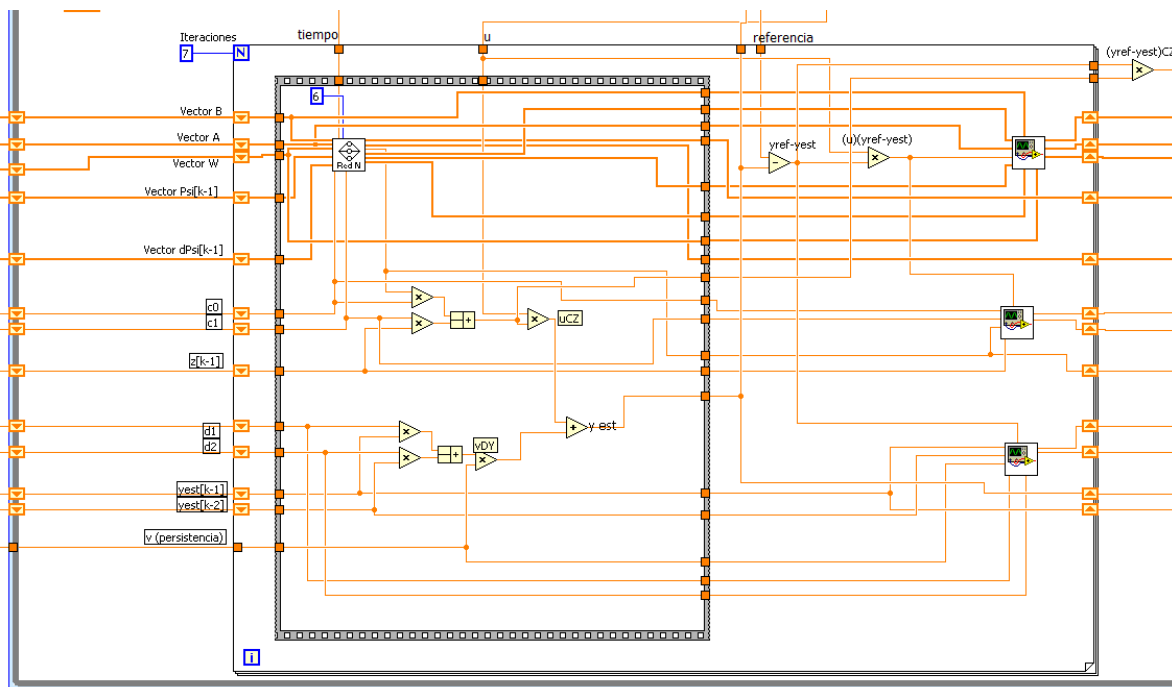 Iteraciones
tiempo
u
referencia
7
N
(yref-yest)CZ
6
Vector B
Vector A
Vector W
Red N
yref-yest
(u)(yref-yest)
Vector Psi[k-1]
Vector dPsi[k-1]
c0
c1
uCZ
z[k-1]
d1
d2
y est
vDY
yest[k-1]
yest[k-2]
v (persistencia)
i